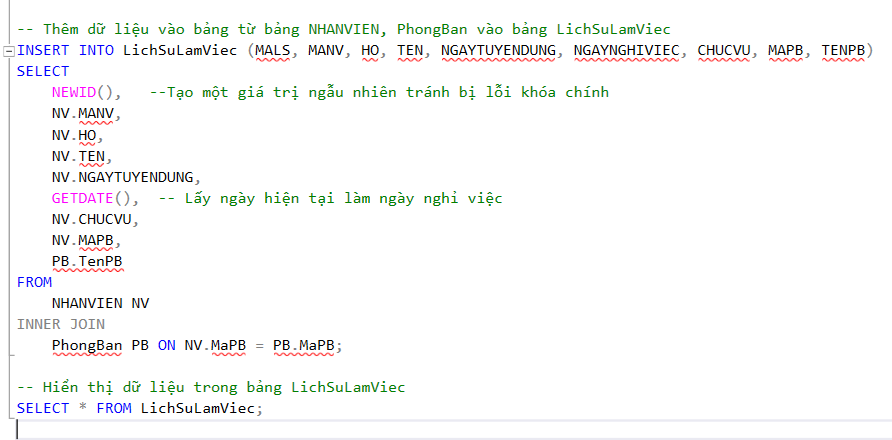 -- Thêm dữ liệu vào bảng từ bảng NHANVIEN, PhongBan vào bảng LichSuLamViec
INSERT INTO LichSuLamViec (MALS, MANV, HO, TEN, NGAYTUYENDUNG, NGAYNGHIVIEC, CHUCVU, MAPB, TENPB)
SELECT
    NEWID(),   --Tạo một giá trị ngẫu nhiên tránh bị lỗi khóa chính
    NV.MANV,
    NV.HO,
    NV.TEN,
    NV.NGAYTUYENDUNG,
    GETDATE(),  -- Lấy ngày hiện tại làm ngày nghỉ việc
    NV.CHUCVU,
    NV.MAPB,
    PB.TenPB
FROM
    NHANVIEN NV
INNER JOIN
    PhongBan PB ON NV.MaPB = PB.MaPB;
-- Hiển thị dữ liệu trong bảng LichSuLamViec
SELECT * FROM LichSuLamViec;